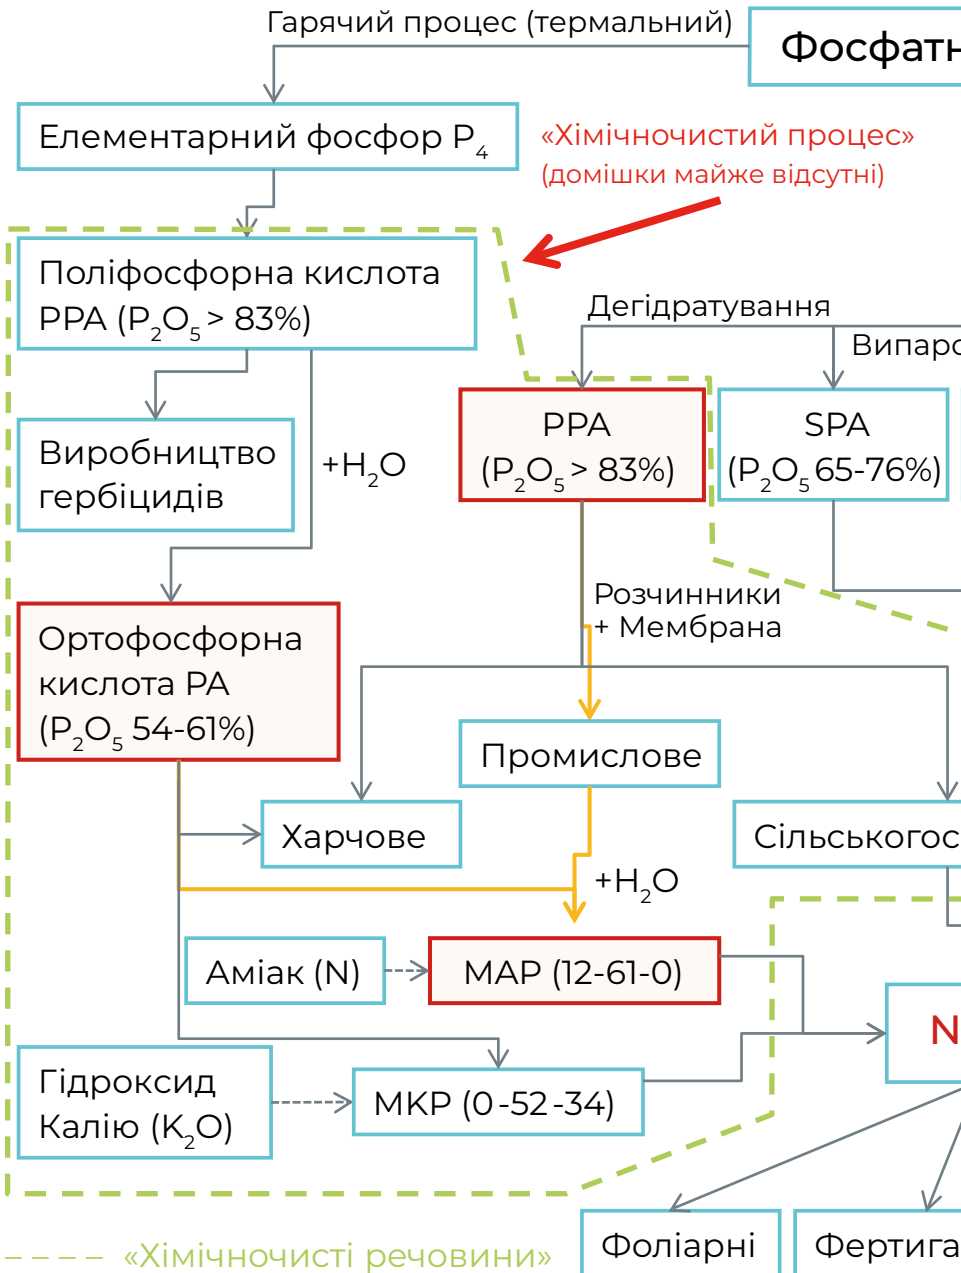 Гарячий процес (термальний)
Фосфатн
Елементарний фосфор P₄
«Хімічночистий процес»
(домішки майже відсутні)
Поліфосфорна кислота
PPA (P₂O₅ > 83%)
Дегідратування
Випаро
Виробництво
гербіцидів
+H₂O
PPA
(P₂O₅ > 83%)
SPA
(P₂O₅ 65-76%)
Розчинники
+ Мембрана
Ортофосфорна
кислота PA
(P₂O₅ 54-61%)
Промислове
Харчове
Сільськогос
+H₂O
Аміак (N)
MAP (12-61-0)
N
Гідроксид
Калію (K₂O)
MKP (0-52-34)
Фоліарні
Фертига
«Хімічночисті речовини»